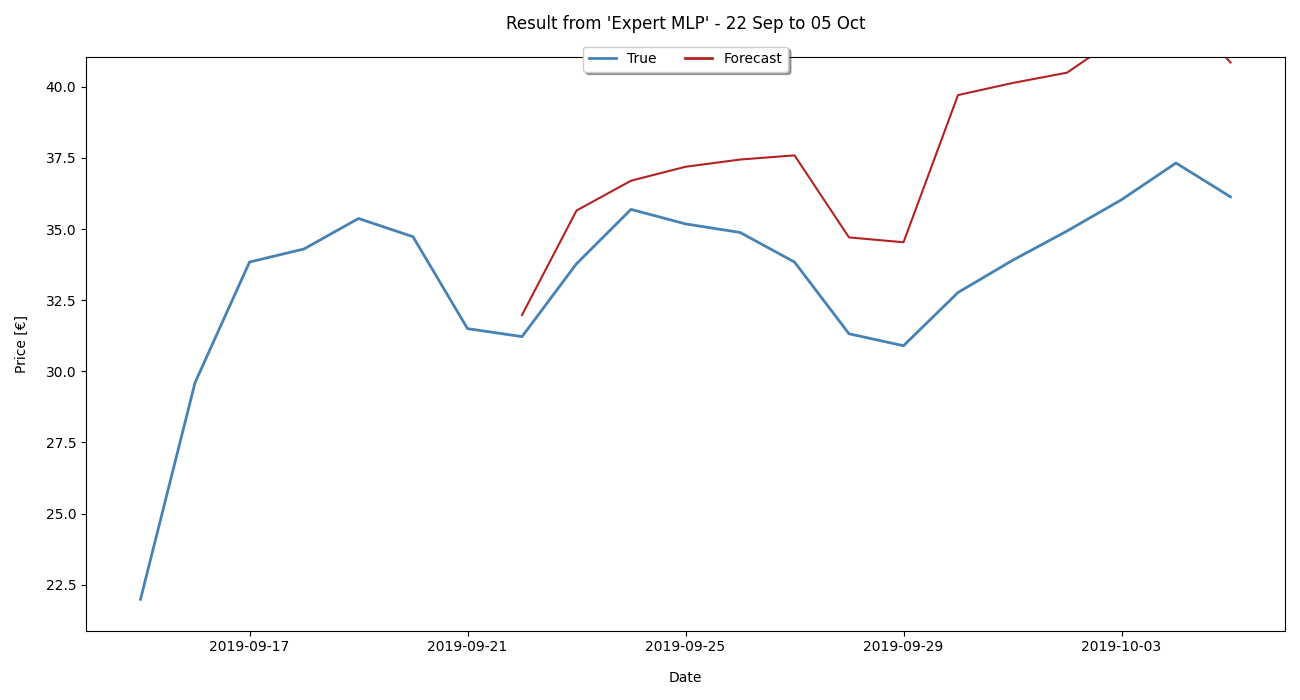 Result from 'Expert MLP' - 22 Sep to 05 Oct
True
Forecast
40.0
37.5
35.0
32.5
30.0
27.5
25.0
22.5
Price [€]
2019-09-17
2019-09-21
2019-09-25
2019-09-29
2019-10-03
Date